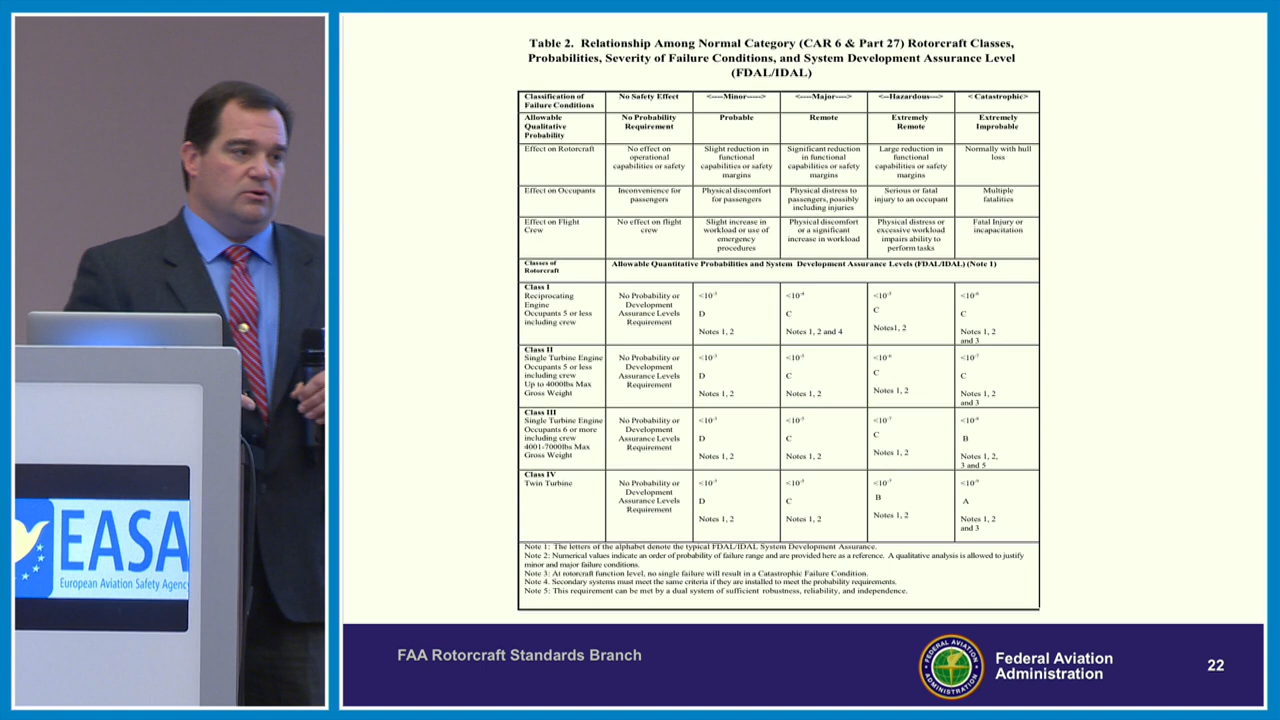 Table 2. Relationship Among Normal Category (CAR 6 & Part 27) Rotorcraft Classes,
Probabilities, Severity of Failure Conditions, and System Development Assurance Level
(FDAL/IDAL)
Classification of
Failure Conditions
No Safety Effect
<----Minor----->
<----Major---->
<--Hazardous--->
< Catastrophic>
Allowable
Qualitative
Probability
No Probability
Requirement
Probable
Remote
Extremely
Remote
Extremely
Improbable
Effect on Rotorcraft
No effect on
operational
capabilities or safety
Slight reduction in
functional
capabilities or safety
margins
Significant reduction
in functional
capabilities or safety
margins
Large reduction in
functional
capabilities or safety
margins
Normally with hull
loss
Effect on Occupants
Inconvenience for
passengers
Physical discomfort
for passengers
Physical distress to
passengers, possibly
including injuries
Serious or fatal
injury to an occupant
Multiple
fatalities
Effect on Flight
Crew
No effect on flight
crew
Slight increase in
workload or use of
emergency
procedures
Physical discomfort
or a significant
increase in workload
Physical distress or
excessive workload
impairs ability to
perform tasks
Fatal Injury or
incapacitation
Classes of
Rotorcraft
Allowable Quantitative Probabilities and System Development Assurance Levels (FDAL/IDAL) (Note 1)
Class I
Reciprocating
Engine
Occupants 5 or less
including crew
No Probability or
Development
Assurance Levels
Requirement
D
Notes 1, 2
C
Notes 1, 2 and 4
C
Notes1, 2
C
Notes 1, 2
and 3
Class II
Single Turbine Engine
Occupants 5 or less
including crew
Up to 4000lbs Max
Gross Weight
No Probability or
Development
Assurance Levels
Requirement
D
Notes 1, 2
C
Notes 1, 2
C
Notes 1, 2
C
Notes 1, 2
and 3
Class III
Single Turbine Engine
Occupants 6 or more
including crew
4001-7000lbs Max
Gross Weight
No Probability or
Development
Assurance Levels
Requirement
D
Notes 1, 2
C
Notes 1, 2
C
Notes 1, 2
B
Notes 1, 2,
3 and 5
Class IV
Twin Turbine
No Probability or
Development
Assurance Levels
Requirement
D
Notes 1, 2
C
Notes 1, 2
B
Notes 1, 2
A
Notes 1, 2
and 3
Note 1: The letters of the alphabet denote the typical FDAL/IDAL System Development Assurance.
Note 2: Numerical values indicate an order of probability of failure range and are provided here as a reference. A qualitative analysis is allowed to justify
minor and major failure conditions.
Note 3: At rotorcraft function level, no single failure will result in a Catastrophic Failure Condition.
Note 4. Secondary systems must meet the same criteria if they are installed to meet the probability requirements.
Note 5: This requirement can be met by a dual system of sufficient robustness, reliability, and independence.
FAA Rotorcraft Standards Branch
FEDERAL AVIATION
ADMINISTRATION
Federal Aviation
Administration
22
EASA
European Aviation Safety Agency